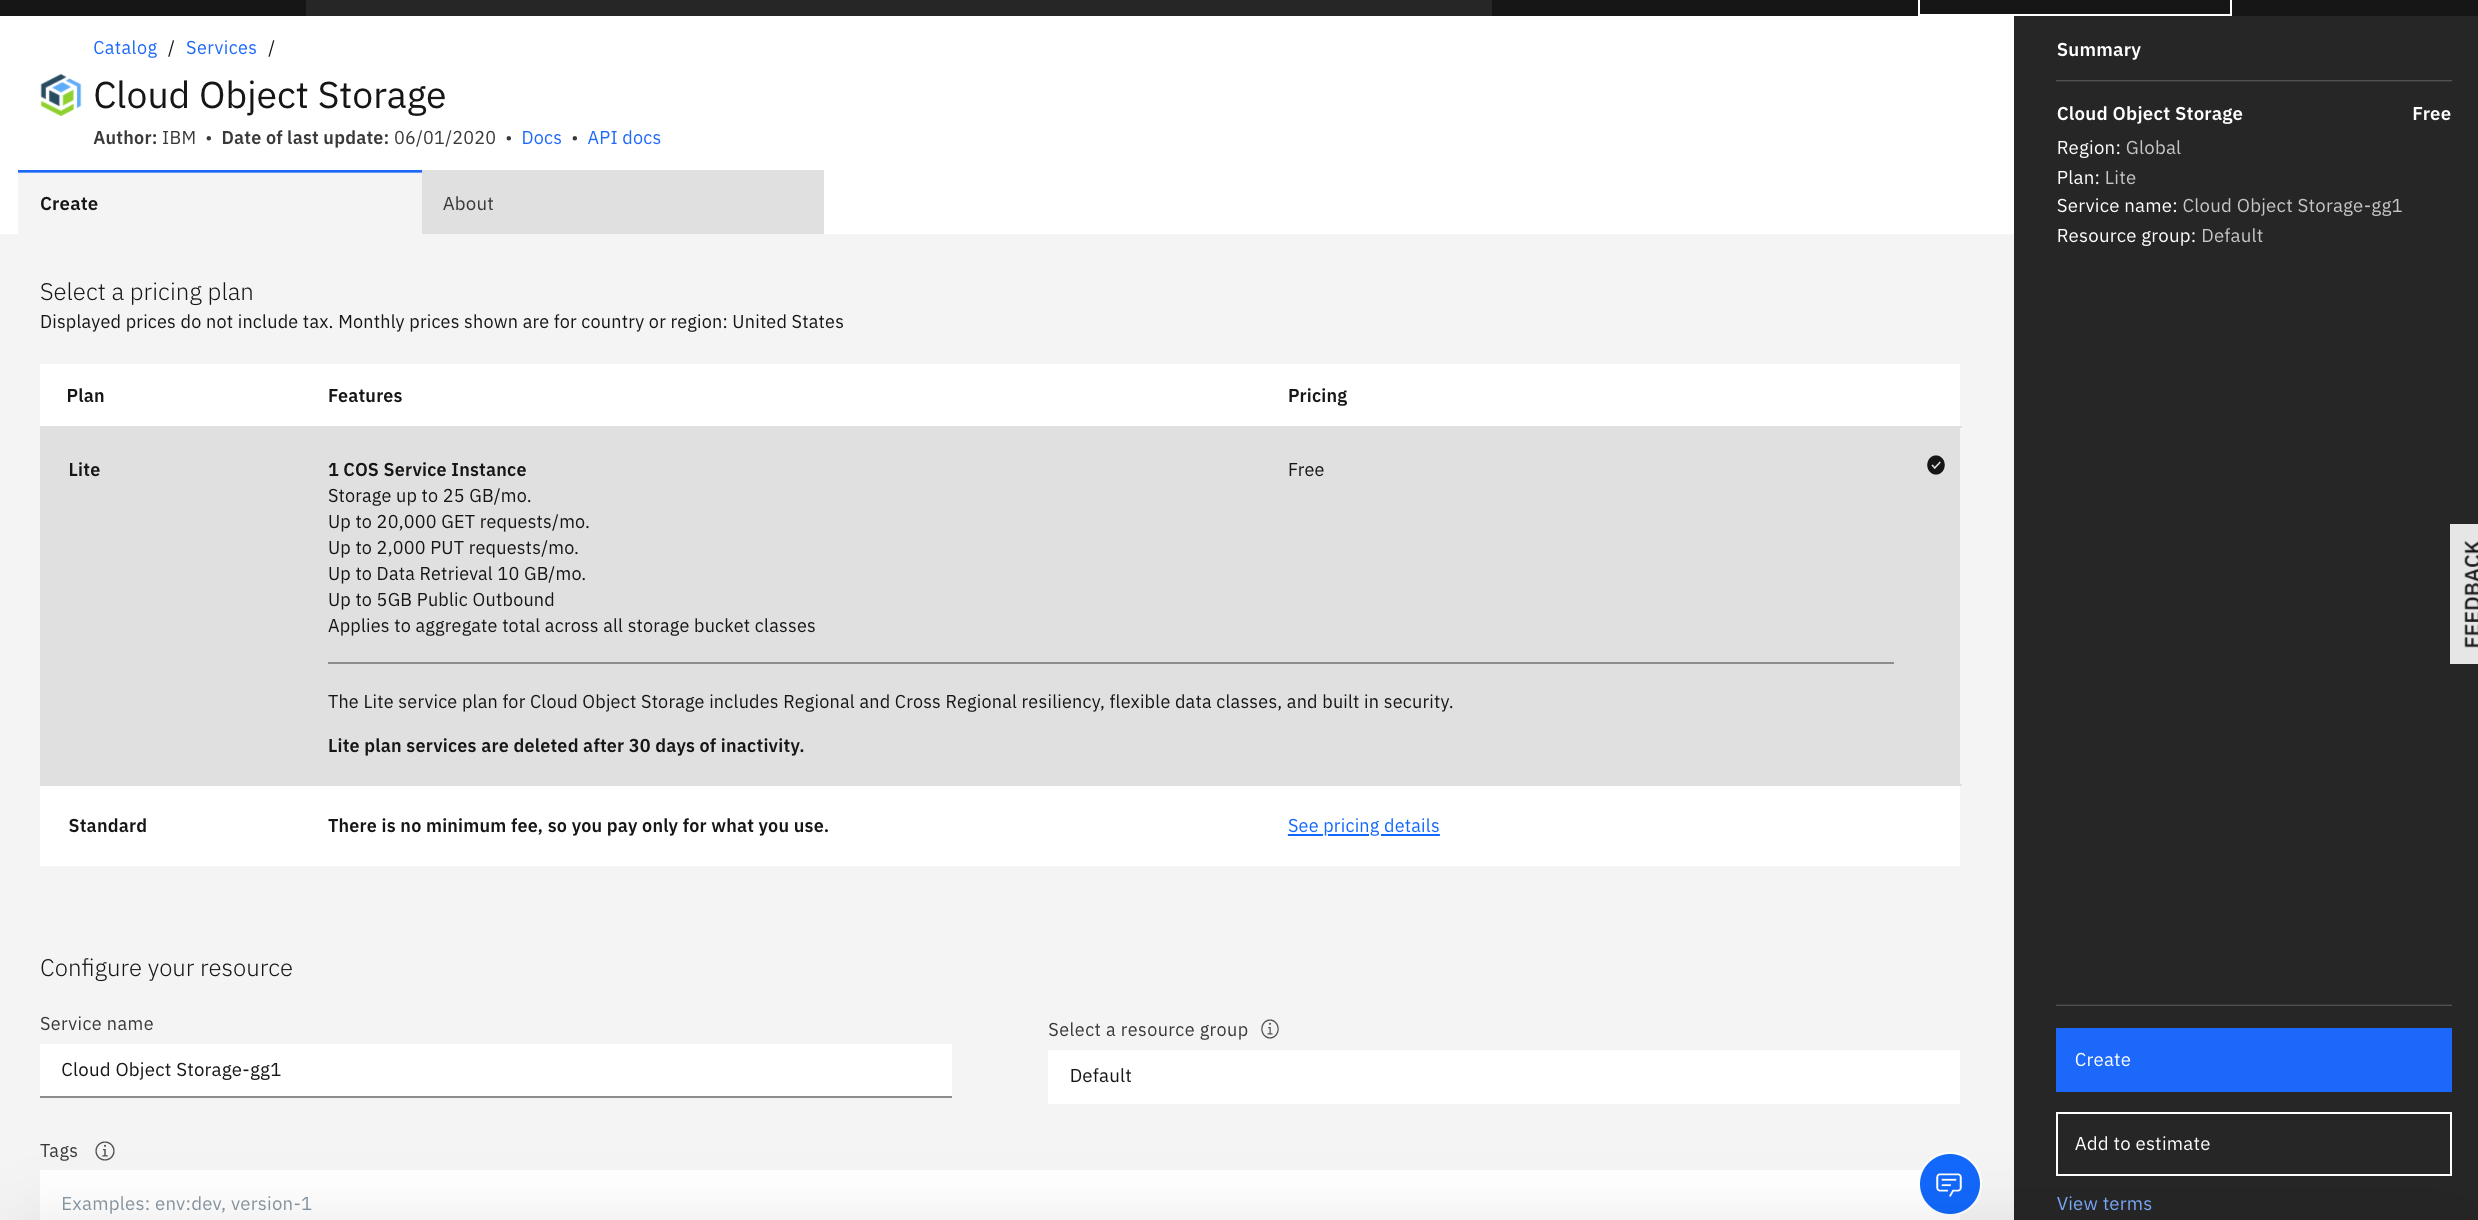 Catalog / Services /
Cloud Object Storage
Author: IBM • Date of last update: 06/01/2020 • Docs • API docs
Create
About
Select a pricing plan
Displayed prices do not include tax. Monthly prices shown are for country or region: United States
Plan Features Pricing
Lite 1 COS Service Instance Free
Storage up to 25 GB/mo.
Up to 20,000 GET requests/mo.
Up to 2,000 PUT requests/mo.
Up to Data Retrieval 10 GB/mo.
Up to 5GB Public Outbound
Applies to aggregate total across all storage bucket classes
The Lite service plan for Cloud Object Storage includes Regional and Cross Regional resiliency, flexible data classes, and built in security.
Lite plan services are deleted after 30 days of inactivity.
Standard There is no minimum fee, so you pay only for what you use. See pricing details
Configure your resource
Service name
Cloud Object Storage-gg1
Select a resource group
Default
Tags
Examples: env:dev, version-1
Summary
Cloud Object Storage Free
Region: Global
Plan: Lite
Service name: Cloud Object Storage-gg1
Resource group: Default
FEEDBACK
Create
Add to estimate
View terms